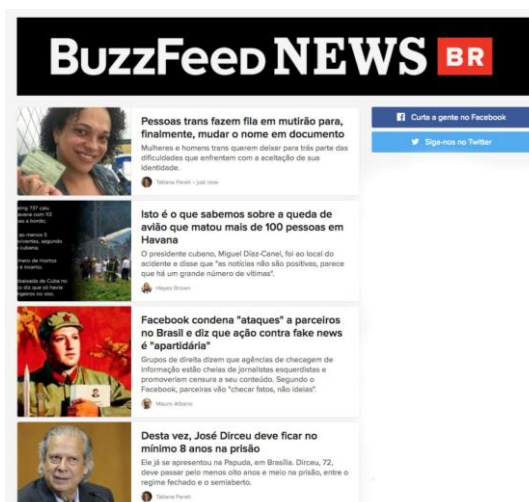 BuzzFeed NEWS BR
Curta a gente no Facebook
Siga-nos no Twitter
Pessoas trans fazem fila em mutirão para,
finalmente, mudar o nome em documento
Mulheres e homens trans querem deixar para trás parte das
dificuldades que enfrentam com a aceitação de sua
identidade.
Tatiana Farah • just now
Isto é o que sabemos sobre a queda de
avião que matou mais de 100 pessoas em
Havana
O presidente cubano, Miguel Díaz-Canel, foi ao local do
acidente e disse que "as notícias não são positivas, parece
que há um grande número de vítimas".
Hayes Brown
Facebook condena "ataques" a parceiros
no Brasil e diz que ação contra fake news
é "apartidária"
Grupos de direita dizem que agências de checagem de
informação estão cheias de jornalistas esquerdistas e
promoveriam censura a seu conteúdo. Segundo o
Facebook, parceiros vão "checar fatos, não ideias".
Mauro Albano
Desta vez, José Dirceu deve ficar no
mínimo 8 anos na prisão
Ele já se apresentou na Papuda, em Brasília. Dirceu, 72,
deve passar pelo menos oito anos e meio na prisão, entre o
regime fechado e o semiaberto.
Tatiana Farah